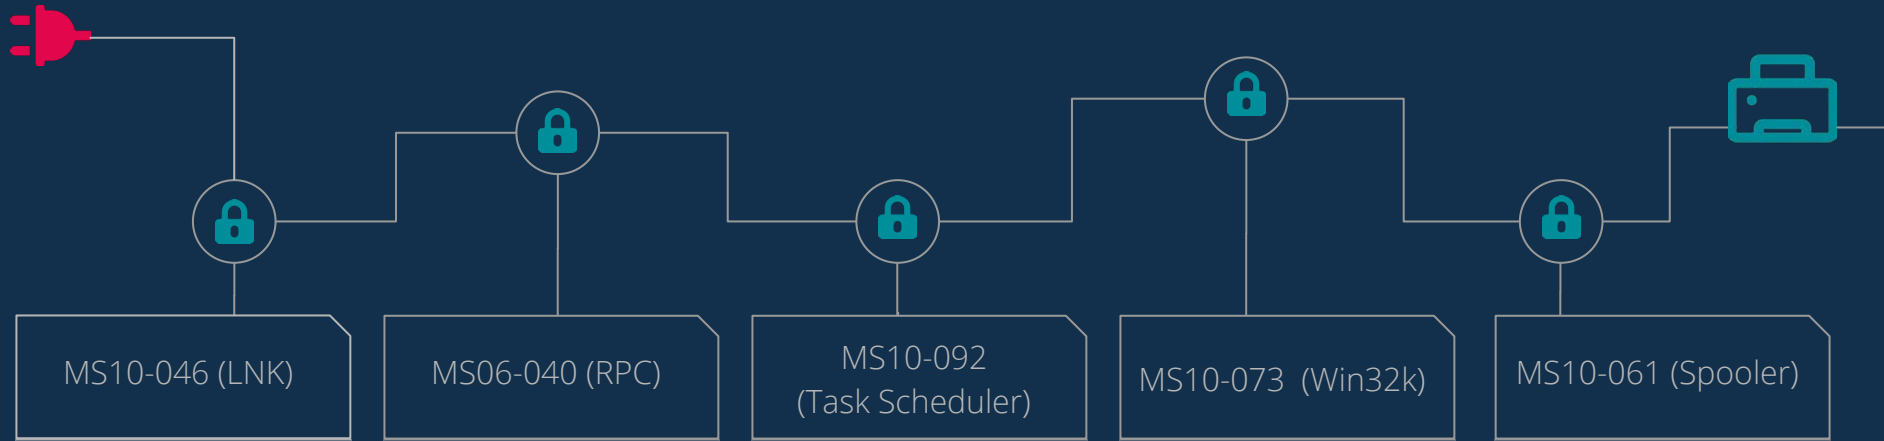 MS10-046 (LNK)
MS06-040 (RPC)
MS10-092
(Task Scheduler)
MS10-073  (Win32k)
MS10-061 (Spooler)